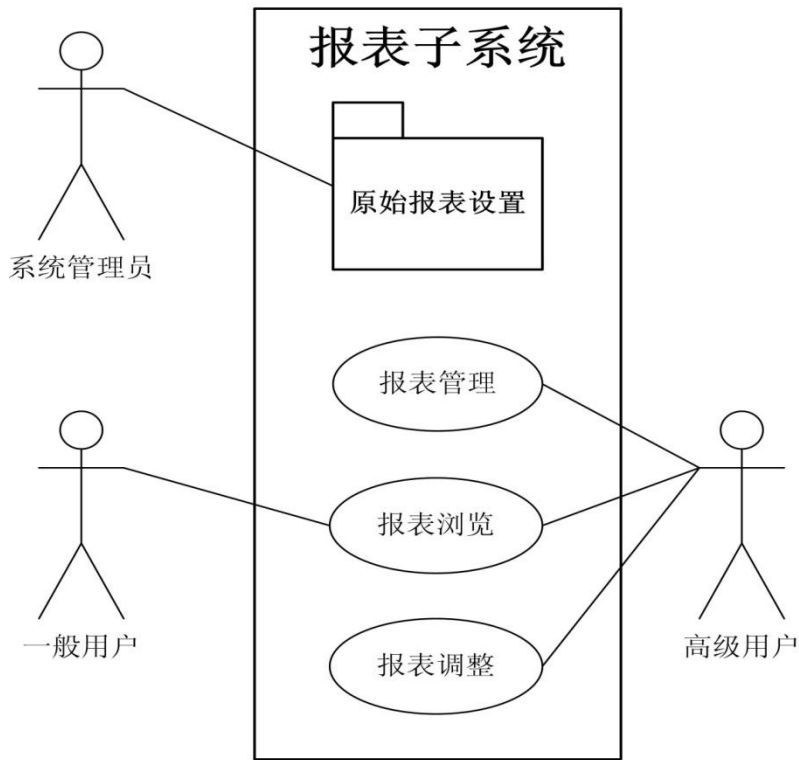 报表子系统
原始报表设置
系统管理员
报表管理
报表浏览
一般用户
高级用户
报表调整